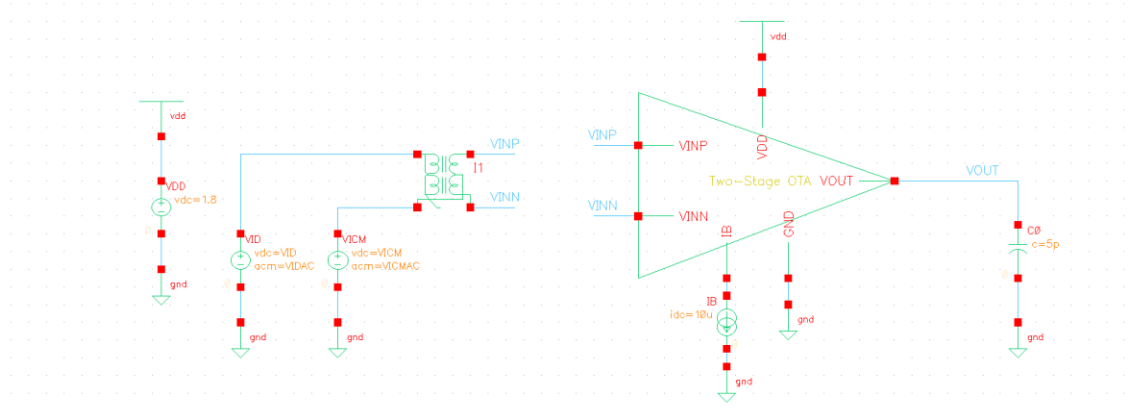 vdd
VDD
vdc=1.8
gnd
VID
vdc=VID
acm=VIDAC
gnd
VICM
vdc=VICM
acm=VICMAC
gnd
VINP
I1
VINN
vdd
VINP
VINP
VDD
Two-Stage OTA
VOUT
VOUT
VINN
VINN
IB
GND
IB
idc=10u
gnd
gnd
C0
c=5p
gnd